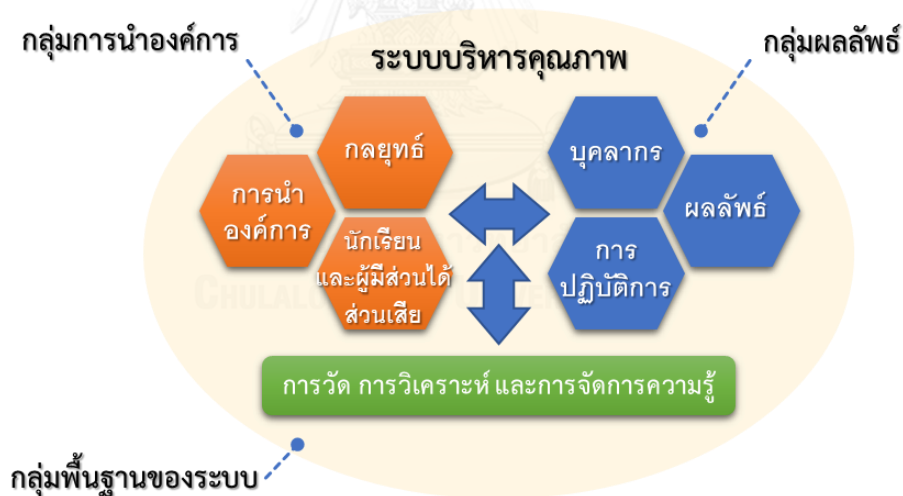 กลุ่มการนำองค์การ
ระบบบริหารคุณภาพ
กลุ่มผลลัพธ์
กลยุทธ์
การนำ
องค์การ
นักเรียน
และผู้มีส่วนได้
ส่วนเสีย
บุคลากร
ผลลัพธ์
การ
ปฏิบัติการ
การวัด การวิเคราะห์ และการจัดการความรู้
กลุ่มพื้นฐานของระบบ